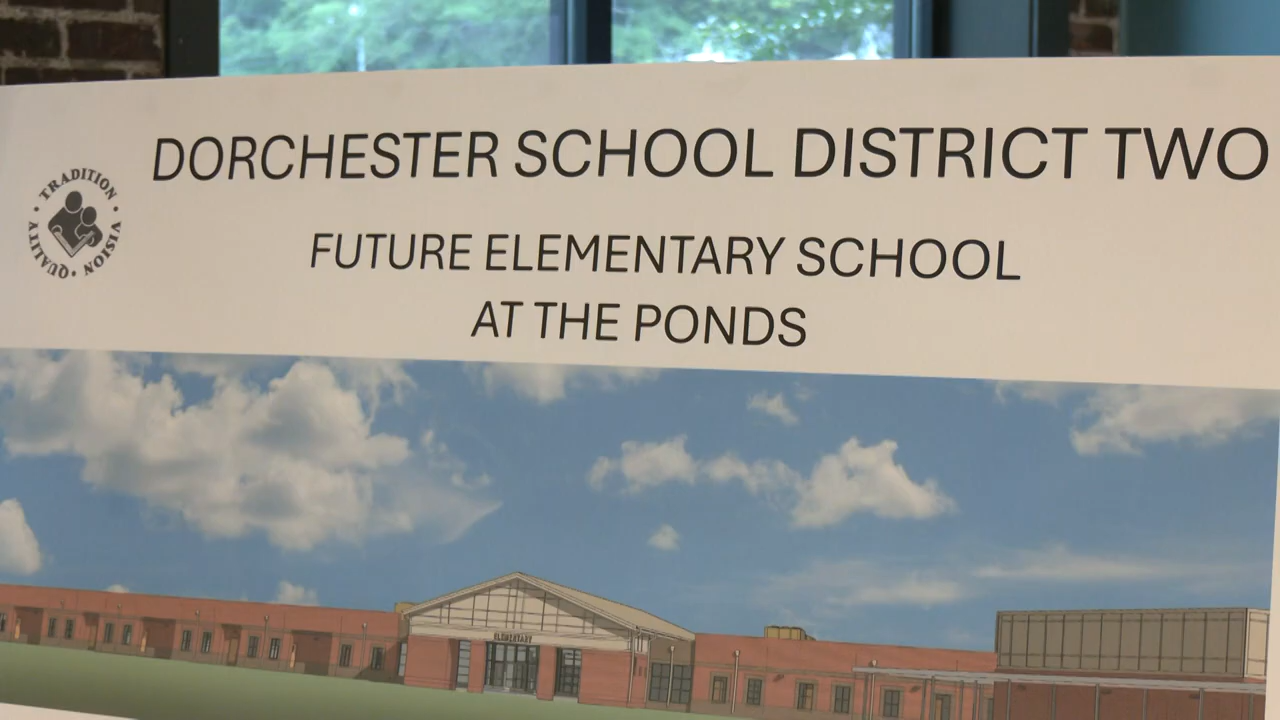 DORCHESTER SCHOOL DISTRICT TWO
TRADITION • VISION • QUALITY •
FUTURE ELEMENTARY SCHOOL
AT THE PONDS
ELEMENTARY